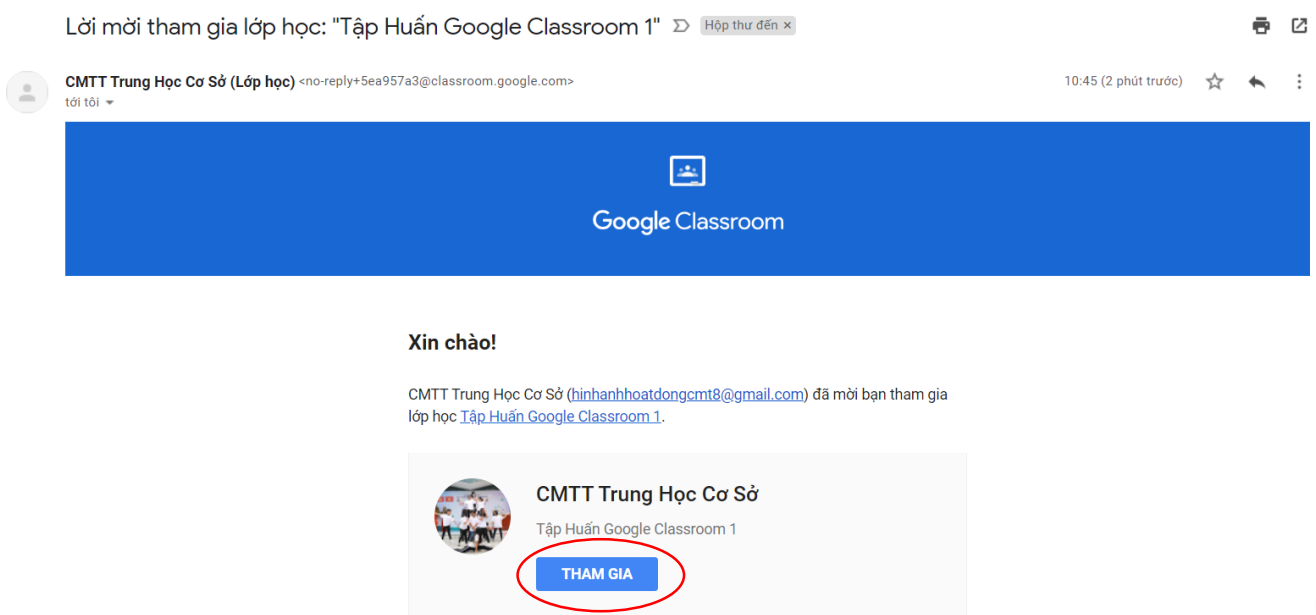 Lời mời tham gia lớp học: "Tập Huấn Google Classroom 1" Hộp thư đến ×
CMTT Trung Học Cơ Sở (Lớp học) <no-reply+5ea957a3@classroom.google.com> 10:45 (2 phút trước)
tới tôi
Google Classroom
Xin chào!
CMTT Trung Học Cơ Sở (hinhanhhoatdongcmt8@gmail.com) đã mời bạn tham gia
lớp học Tập Huấn Google Classroom 1.
CMTT Trung Học Cơ Sở
Tập Huấn Google Classroom 1
THAM GIA